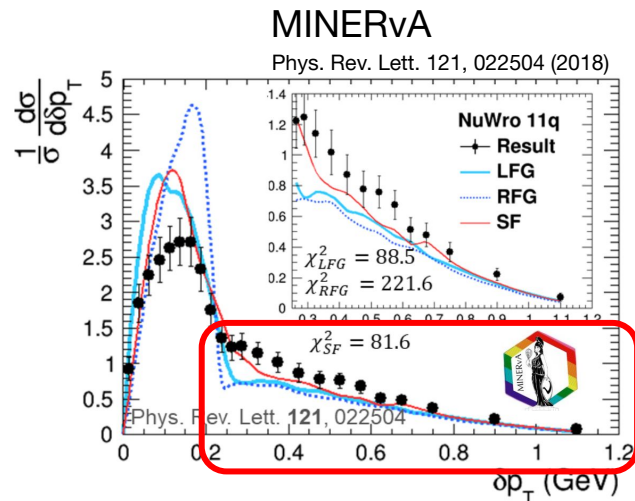 MINERvA
Phys. Rev. Lett. 121, 022504 (2018)
1/σ dσ/dδp_T
5
4.5
4
3.5
3
2.5
2
1.5
1
0.5
0
0 0.2 0.4 0.6 0.8 1 1.2
δp_T (GeV)
1.4
1.2
1
0.8
0.6
0.4
0.2
0
0.3 0.4 0.5 0.6 0.7 0.8 0.9 1 1.1 1.2
NuWro 11q
Result
LFG
RFG
SF
χ²_LFG = 88.5
χ²_RFG = 221.6
χ²_SF = 81.6
MINERvA
Phys. Rev. Lett. 121, 022504